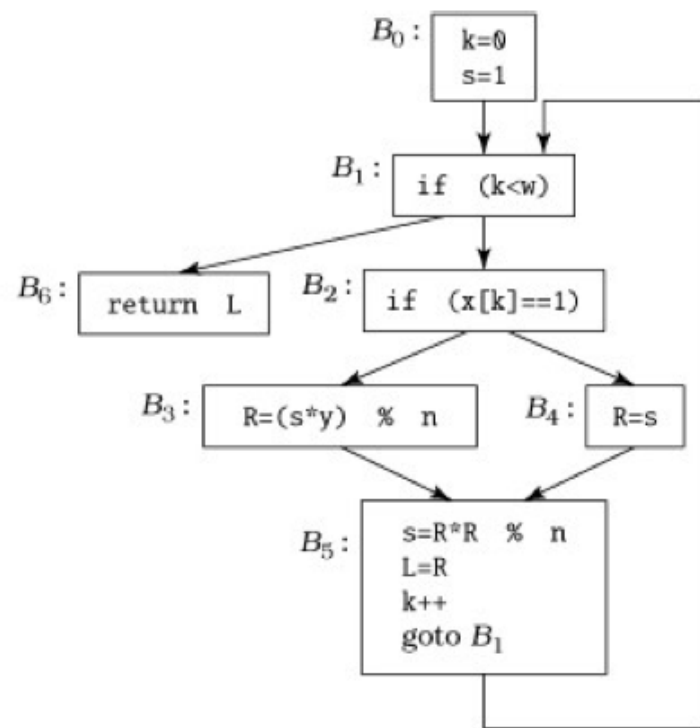 B0:
k=0
s=1
B1:
if (k<w)
B6:
return L
B2:
if (x[k]==1)
B3:
R=(s*y) % n
B4:
R=s
B5:
s=R*R % n
L=R
k++
goto B1